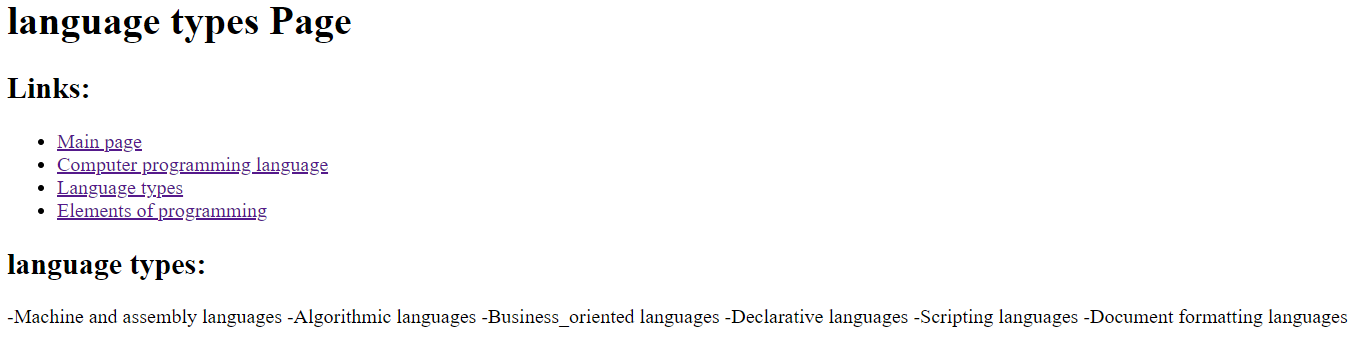 language types Page
Links:
Main page
Computer programming language
Language types
Elements of programming
language types:
-Machine and assembly languages -Algorithmic languages -Business_oriented languages -Declarative languages -Scripting languages -Document formatting languages